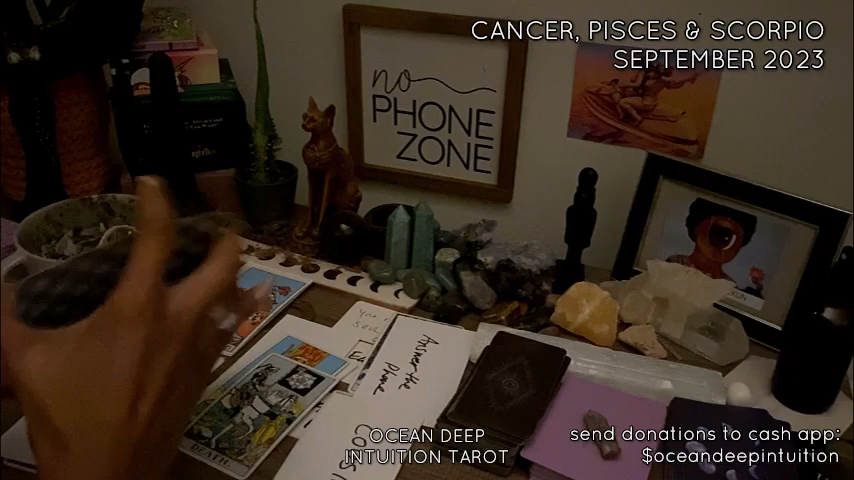 CANCER, PISCES & SCORPIO
SEPTEMBER 2023
no
PHONE
ZONE
Answer the
Phone
DEATH
OCEAN DEEP
INTUITION TAROT
send donations to cash app:
$oceandeepintuition